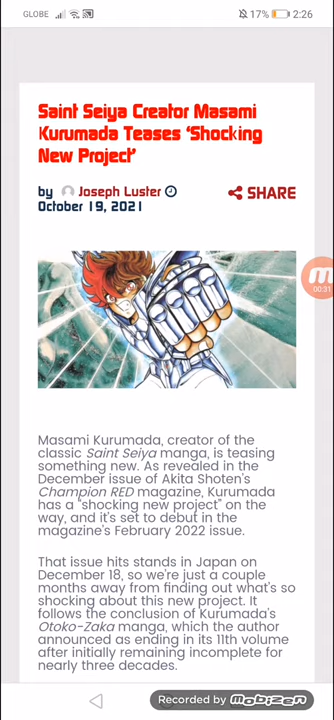 GLOBE 17% 2:26
Saint Seiya Creator Masami
Kurumada Teases ‘Shocking
New Project’
by Joseph Luster
October 19, 2021
SHARE
00:31
Masami Kurumada, creator of the
classic Saint Seiya manga, is teasing
something new. As revealed in the
December issue of Akita Shoten's
Champion RED magazine, Kurumada
has a “shocking new project” on the
way, and it's set to debut in the
magazine's February 2022 issue.
That issue hits stands in Japan on
December 18, so we're just a couple
months away from finding out what's so
shocking about this new project. It
follows the conclusion of Kurumada's
Otoko-Zaka manga, which the author
announced as ending in its 11th volume
after initially remaining incomplete for
nearly three decades.
Recorded by Mobizen